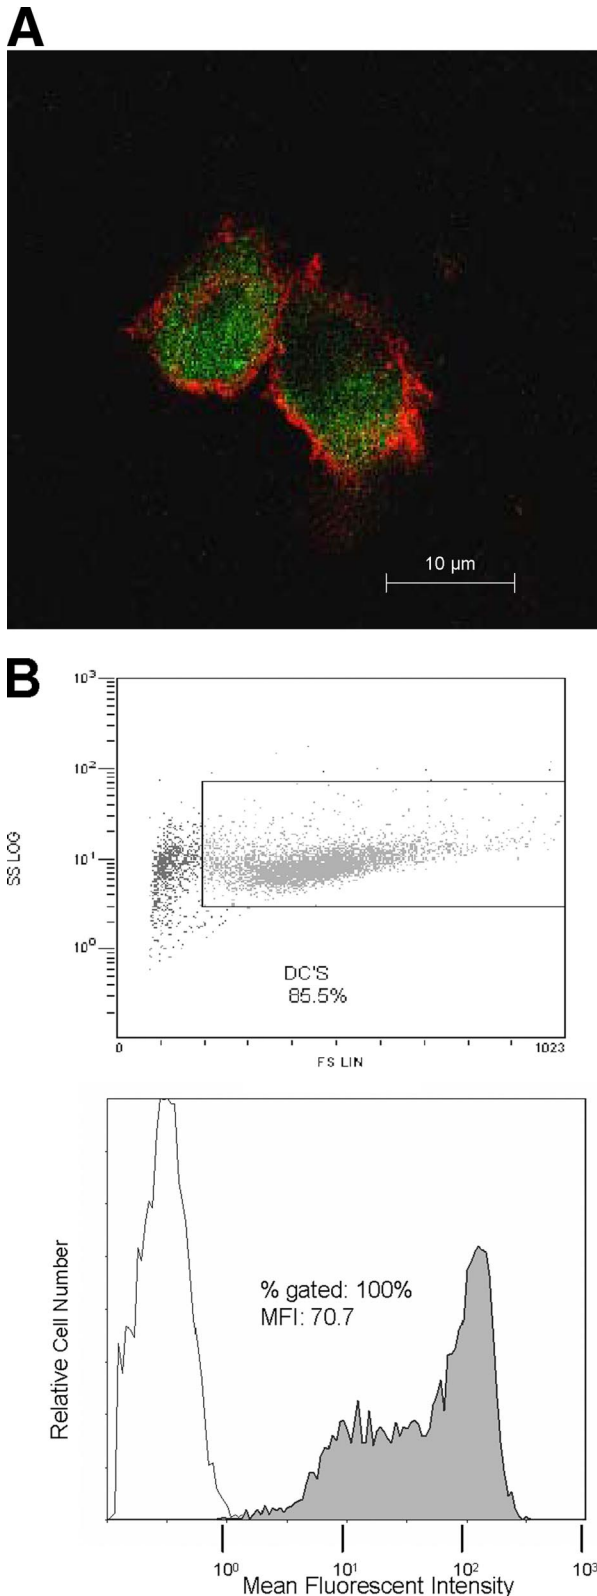 A
10 µm
B
10³
10²
10¹
10⁰
SS LOG
DC'S
85.5%
0
1023
FS LIN
Relative Cell Number
% gated: 100%
MFI: 70.7
10⁰
10¹
10²
10³
Mean Fluorescent Intensity